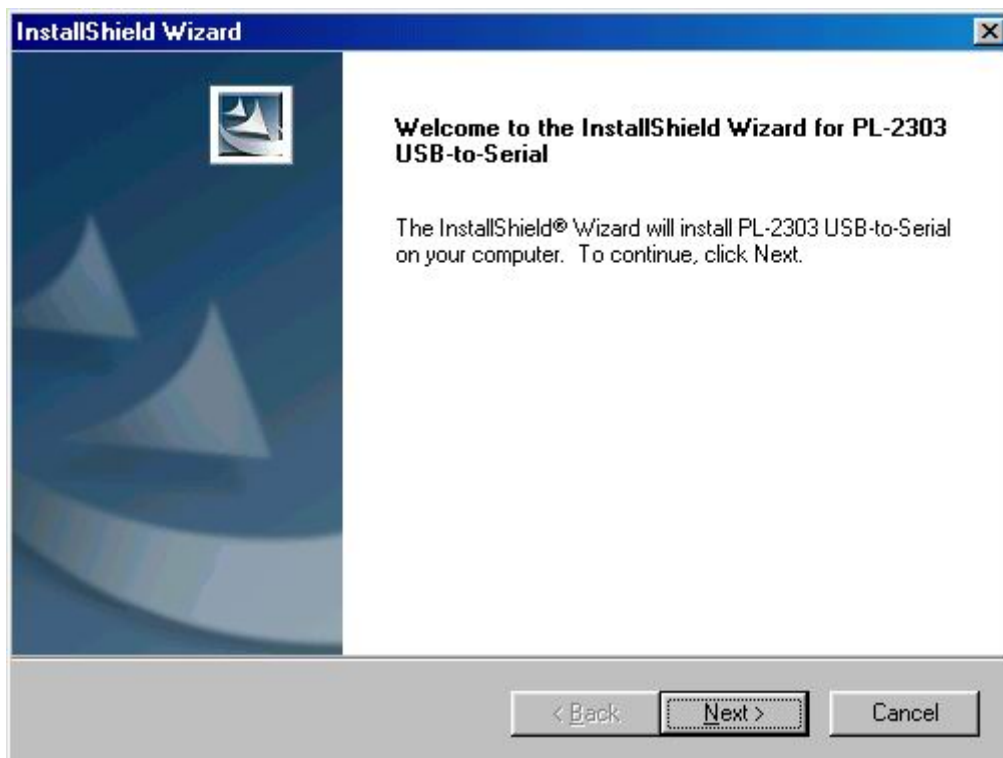 InstallShield Wizard
Welcome to the InstallShield Wizard for PL-2303
USB-to-Serial
The InstallShield® Wizard will install PL-2303 USB-to-Serial
on your computer. To continue, click Next.
< Back
Next >
Cancel